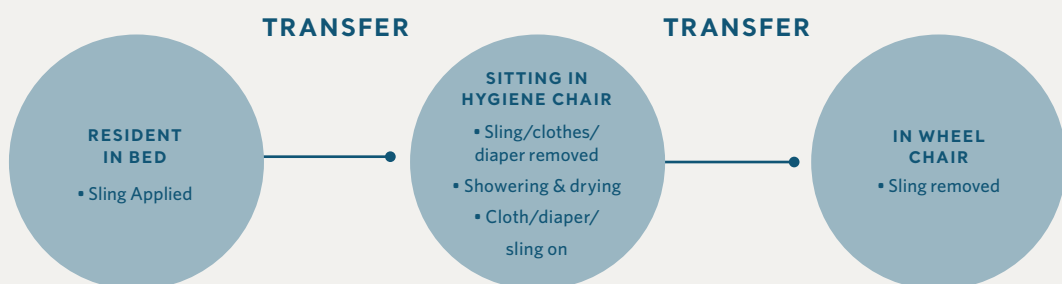 TRANSFER
TRANSFER
RESIDENT
IN BED
▪ Sling Applied
SITTING IN
HYGIENE CHAIR
▪ Sling/clothes/
diaper removed
▪ Showering & drying
▪ Cloth/diaper/
sling on
IN WHEEL
CHAIR
▪ Sling removed